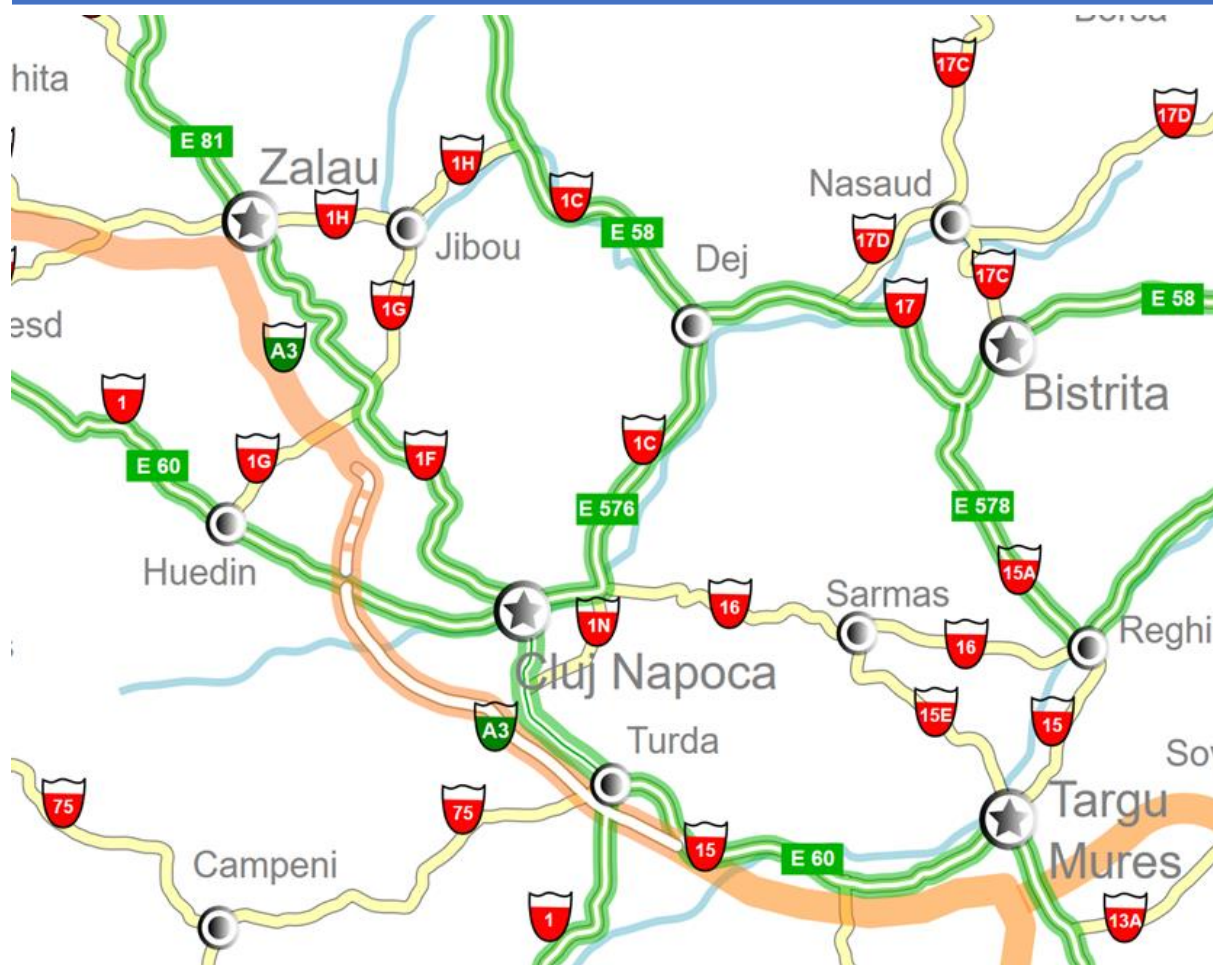 hita
17C
17D
E 81
Zalau
1H
1H
1C
Nasaud
Jibou
E 58
Dej
17D
17C
esd
1G
17
E 58
A3
1
Bistrita
1G
1F
1C
E 60
E 576
E 578
Huedin
15A
16
Sarmas
1N
16
Reghi
Cluj Napoca
15E
15
A3
Turda
Sov
75
75
Targu
Mures
15
E 60
Campeni
1
13A